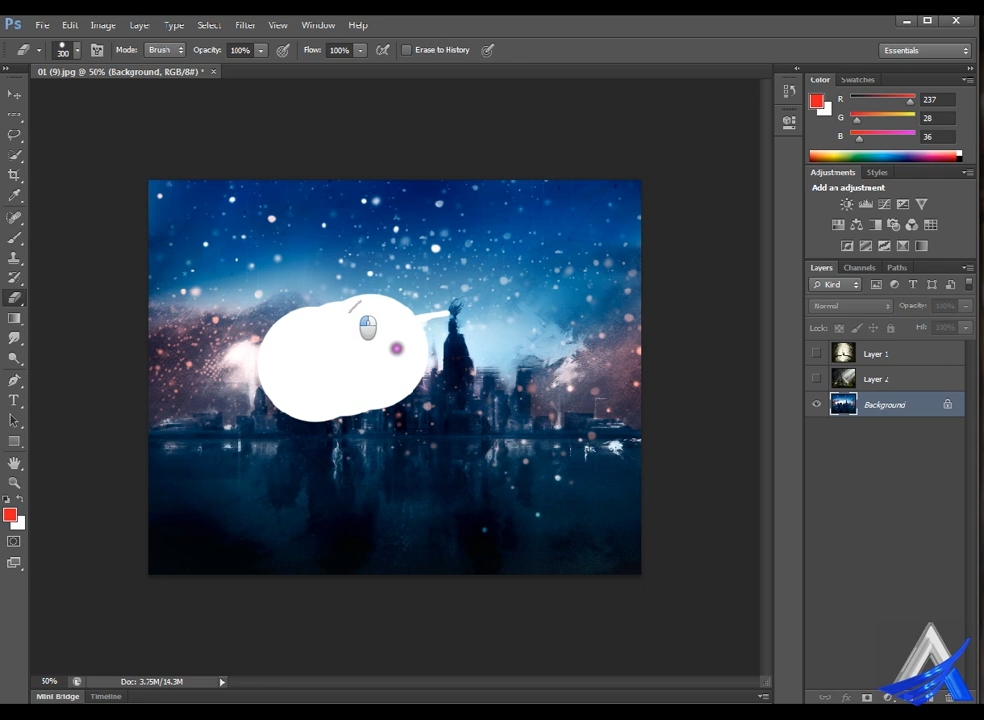 Ps File Edit Image Layer Type Select Filter View Window Help
300 Mode: Brush Opacity: 100% Flow: 100% Erase to History Essentials
01 (9).jpg @ 50% (Background, RGB/8#) * ×
Color Swatches
R 237
G 28
B 36
Adjustments Styles
Add an adjustment
Layers Channels Paths
Kind
Normal Opacity: 100%
Lock: Fill: 100%
Layer 1
Layer 2
Background
50% Doc: 3.75M/14.3M
Mini Bridge Timeline